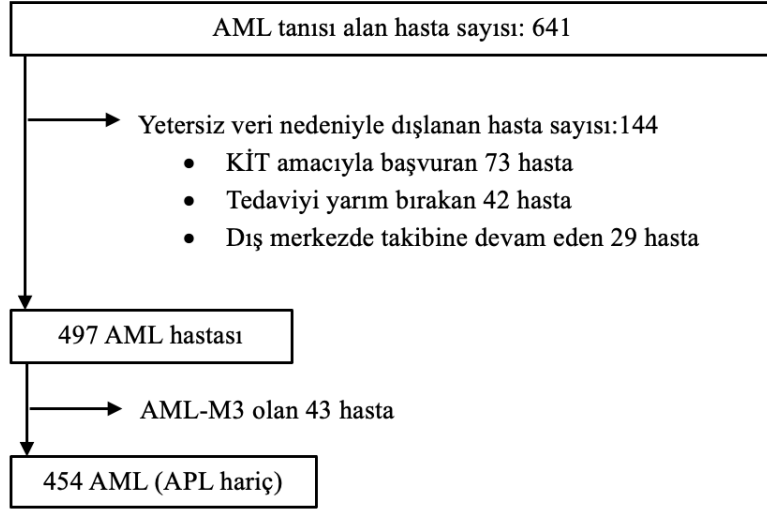 AML tanısı alan hasta sayısı: 641
Yetersiz veri nedeniyle dışlanan hasta sayısı:144
• KİT amacıyla başvuran 73 hasta
• Tedaviyi yarım bırakan 42 hasta
• Dış merkezde takibine devam eden 29 hasta
497 AML hastası
AML-M3 olan 43 hasta
454 AML (APL hariç)